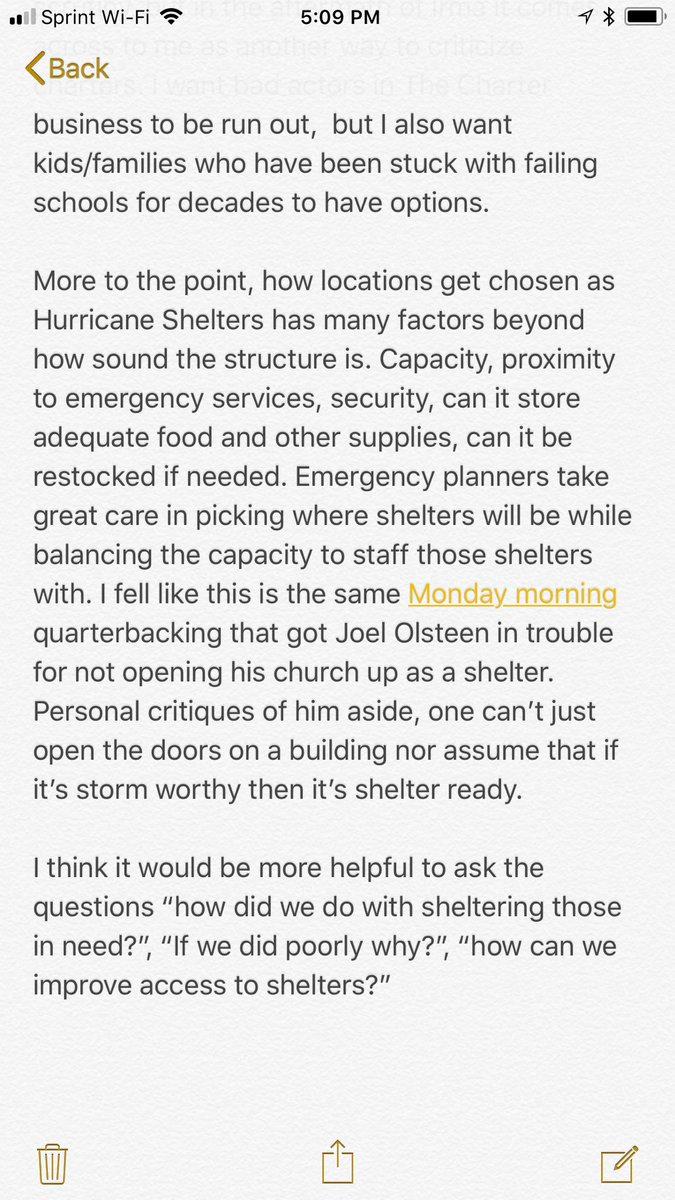 Sprint Wi-Fi 5:09 PM
in the aftermath of Irma it come
across to me as another way to criticize
Back
charters. I want bad actors in The Charter
business to be run out,  but I also want
kids/families who have been stuck with failing
schools for decades to have options.
More to the point, how locations get chosen as
Hurricane Shelters has many factors beyond
how sound the structure is. Capacity, proximity
to emergency services, security, can it store
adequate food and other supplies, can it be
restocked if needed. Emergency planners take
great care in picking where shelters will be while
balancing the capacity to staff those shelters
with. I fell like this is the same Monday morning
quarterbacking that got Joel Olsteen in trouble
for not opening his church up as a shelter.
Personal critiques of him aside, one can’t just
open the doors on a building nor assume that if
it’s storm worthy then it’s shelter ready.
I think it would be more helpful to ask the
questions “how did we do with sheltering those
in need?”, “If we did poorly why?”, “how can we
improve access to shelters?”